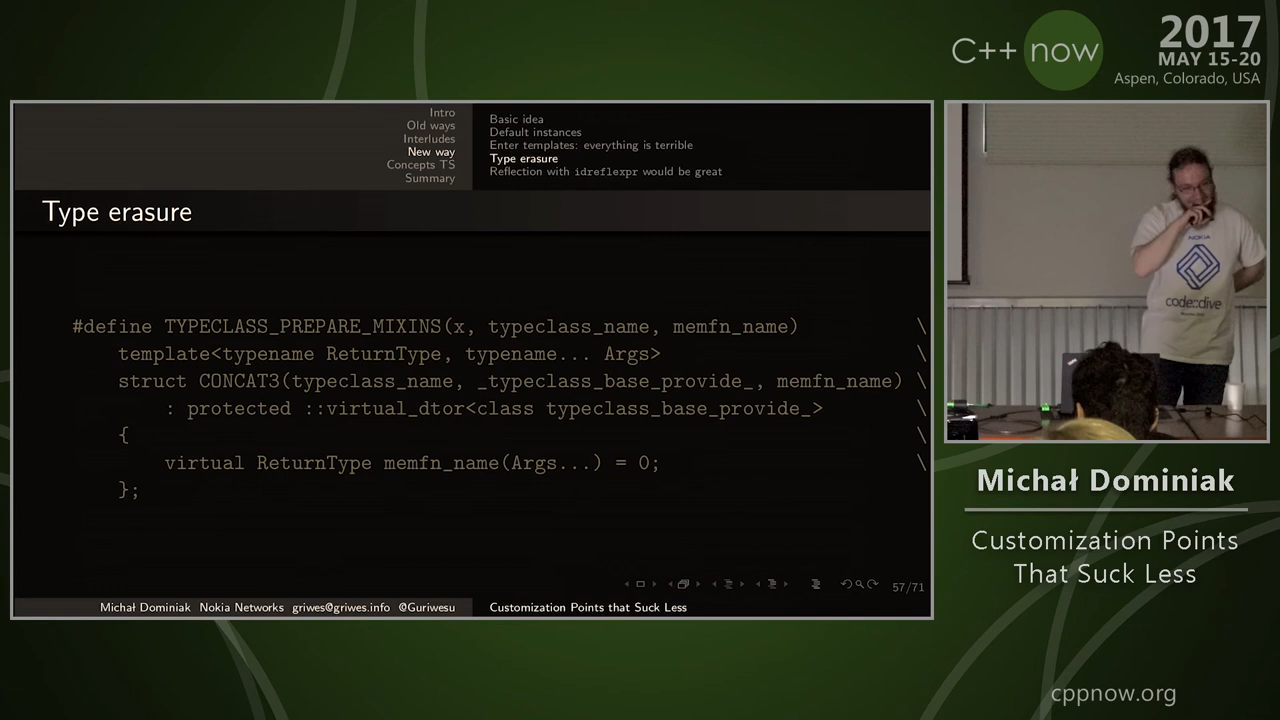 C++ now
2017
MAY 15-20
Aspen, Colorado, USA
Intro
Old ways
Interludes
New way
Concepts TS
Summary
Basic idea
Default instances
Enter templates: everything is terrible
Type erasure
Reflection with idreflexpr would be great
Type erasure
#define TYPECLASS_PREPARE_MIXINS(x, typeclass_name, memfn_name) \
template<typename ReturnType, typename... Args> \
struct CONCAT3(typeclass_name, _typeclass_base_provide_, memfn_name) \
: protected ::virtual_dtor<class typeclass_base_provide_> \
{ \
virtual ReturnType memfn_name(Args...) = 0; \
};
57/71
Michał Dominiak Nokia Networks griwes@griwes.info @Guriwesu
Customization Points that Suck Less
NOKIA
code::dive
Michał Dominiak
Customization Points
That Suck Less
cppnow.org